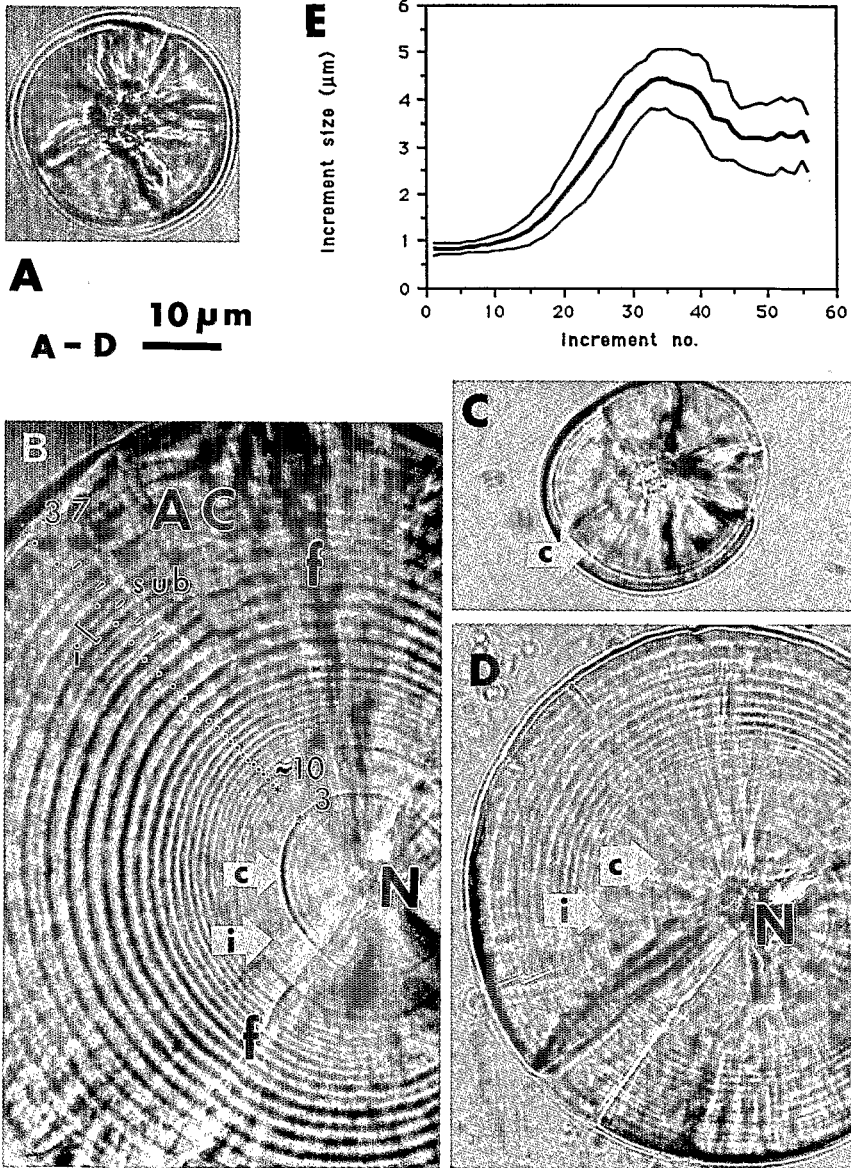 A
A – D 10 µm
E
Increment size (µm)
6
5
4
3
2
1
0
0 10 20 30 40 50 60
Increment no.
B
37
AC
f
sub
i
≈10
3
c
N
i
f
C
c
D
c
i
N